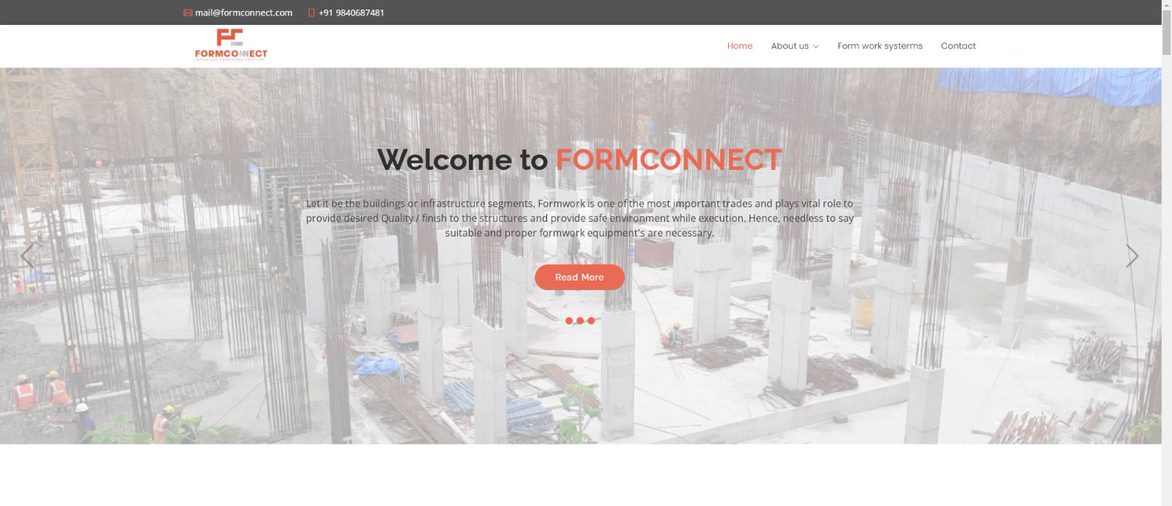 mail@formconnect.com +91 9840687481
FORMCONNECT
Home About us Form work systerms Contact
Welcome to FORMCONNECT
Let it be the buildings or infrastructure segments, Formwork is one of the most important trades and plays vital role to
provide desired Quality / finish to the structures and provide safe environment while execution. Hence, needless to say
suitable and proper formwork equipment's are necessary.
Read More